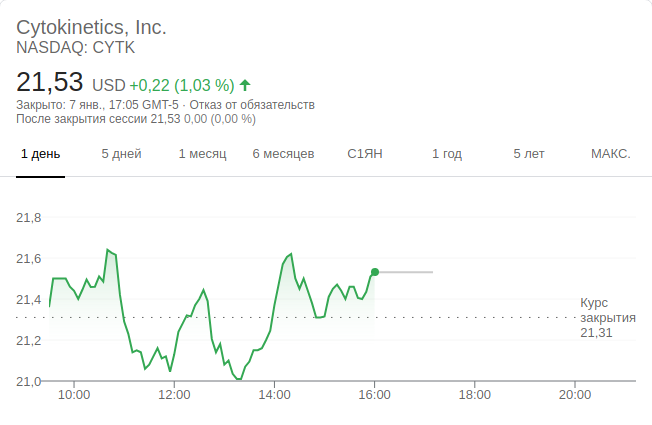 Cytokinetics, Inc.
NASDAQ: CYTK
21,53 USD +0,22 (1,03 %)
Закрыто: 7 янв., 17:05 GMT-5 · Отказ от обязательств
После закрытия сессии 21,53 0,00 (0,00 %)
1 день 5 дней 1 месяц 6 месяцев С1ЯН 1 год 5 лет МАКС.
21,8
21,6
21,4
Курс
закрытия
21,31
21,2
21,0
10:00 12:00 14:00 16:00 18:00 20:00